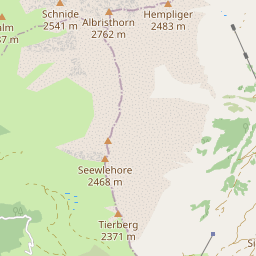 Schnide
2541 m
Albristhorn
2762 m
Hempliger
2483 m
Seewlehore
2468 m
Tierberg
2371 m